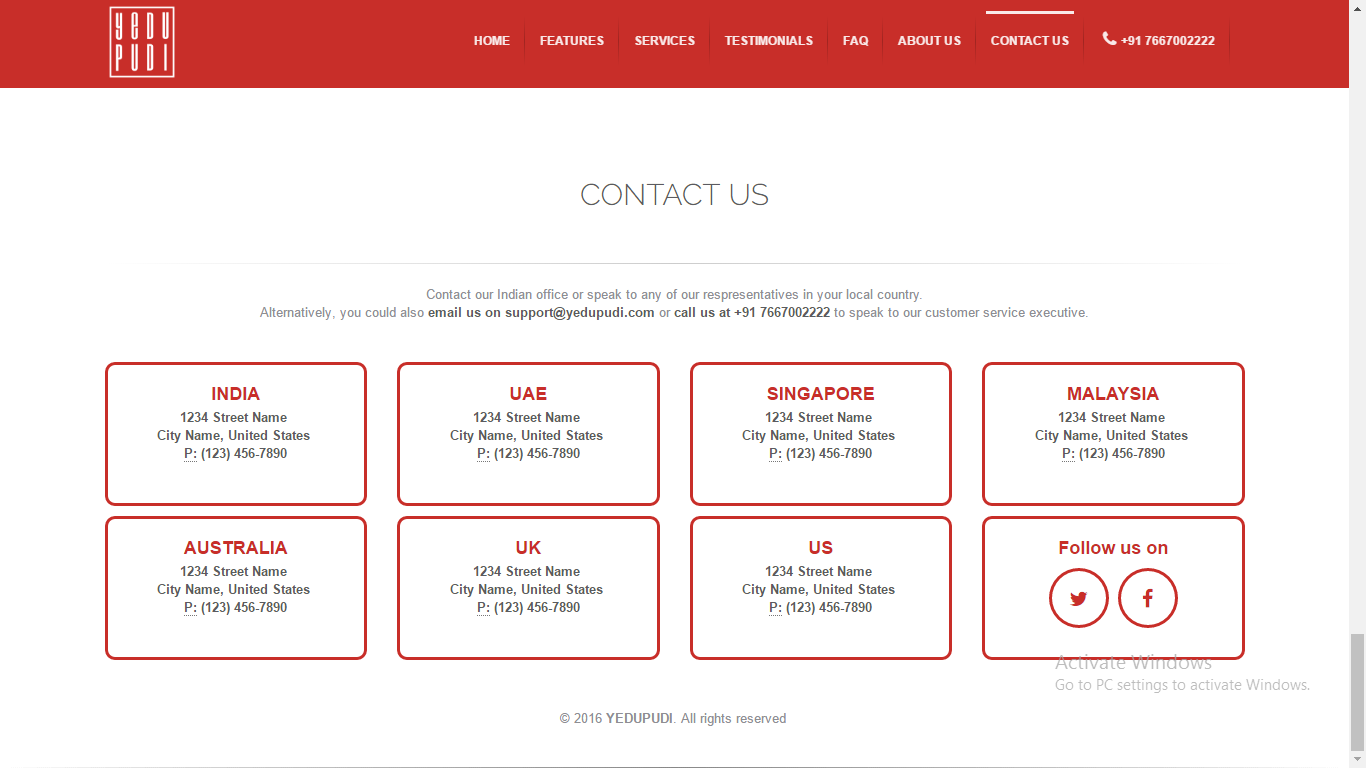 YEDU
PUDI
HOME FEATURES SERVICES TESTIMONIALS FAQ ABOUT US CONTACT US +91 7667002222
CONTACT US
Contact our Indian office or speak to any of our respresentatives in your local country.
Alternatively, you could also email us on support@yedupudi.com or call us at +91 7667002222 to speak to our customer service executive.
INDIA
1234 Street Name
City Name, United States
P: (123) 456-7890
UAE
1234 Street Name
City Name, United States
P: (123) 456-7890
SINGAPORE
1234 Street Name
City Name, United States
P: (123) 456-7890
MALAYSIA
1234 Street Name
City Name, United States
P: (123) 456-7890
AUSTRALIA
1234 Street Name
City Name, United States
P: (123) 456-7890
UK
1234 Street Name
City Name, United States
P: (123) 456-7890
US
1234 Street Name
City Name, United States
P: (123) 456-7890
Follow us on
Activate Windows
Go to PC settings to activate Windows.
© 2016 YEDUPUDI. All rights reserved